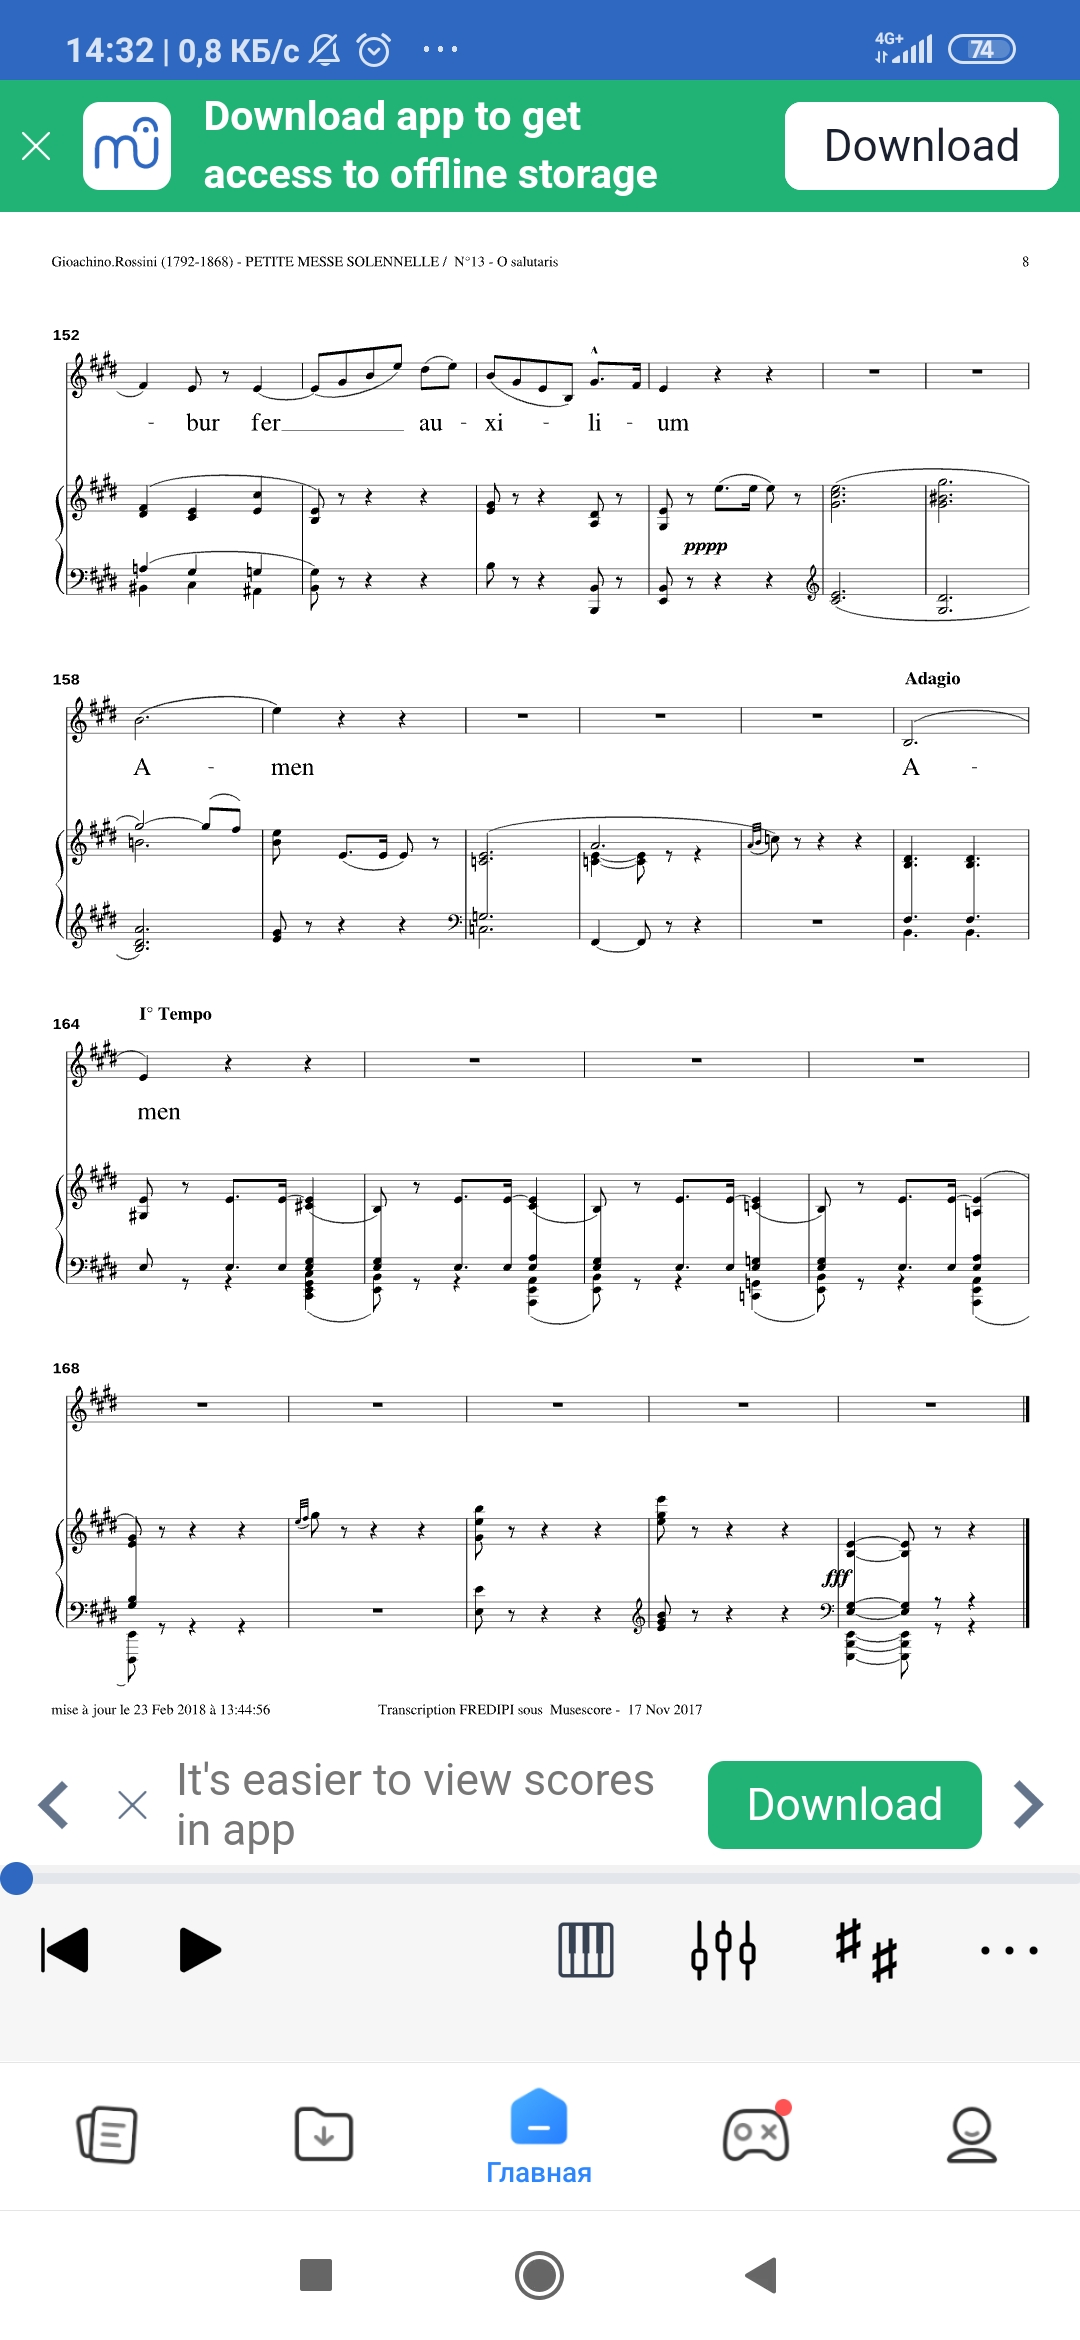 14:32 | 0,8 КБ/с ...
4G+ 74
Download app to get
access to offline storage
Download
Gioachino.Rossini (1792-1868) - PETITE MESSE SOLENNELLE / N°13 - O salutaris 8
152
- bur fer_ au - xi - li - um
pppp
158
Adagio
A - men A -
I° Tempo
164
men
168
fff
mise à jour le 23 Feb 2018 à 13:44:56 Transcription FREDIPI sous Musescore - 17 Nov 2017
It's easier to view scores
in app
Download
Главная